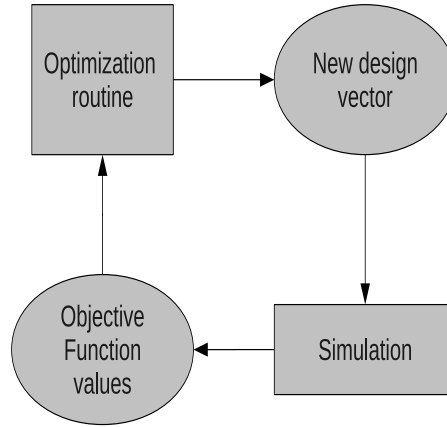 Optimization
routine
New design
vector
Objective
Function
values
Simulation